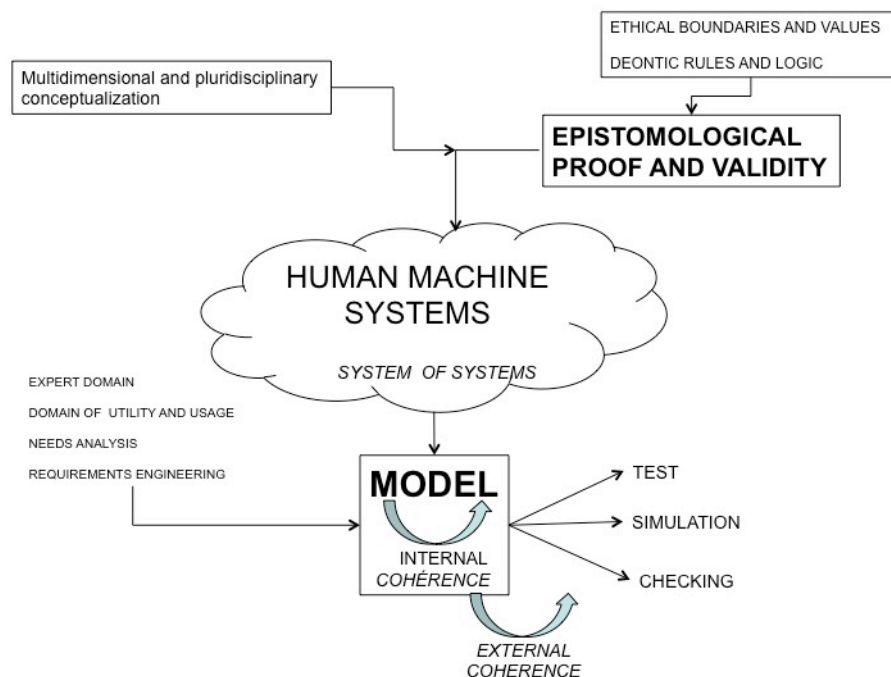 ETHICAL BOUNDARIES AND VALUES
DEONTIC RULES AND LOGIC
Multidimensional and pluridisciplinary
conceptualization
EPISTOMOLOGICAL
PROOF AND VALIDITY
HUMAN MACHINE
SYSTEMS
SYSTEM OF SYSTEMS
EXPERT DOMAIN
DOMAIN OF UTILITY AND USAGE
NEEDS ANALYSIS
REQUIREMENTS ENGINEERING
MODEL
INTERNAL
COHÉRENCE
TEST
SIMULATION
CHECKING
EXTERNAL
COHERENCE